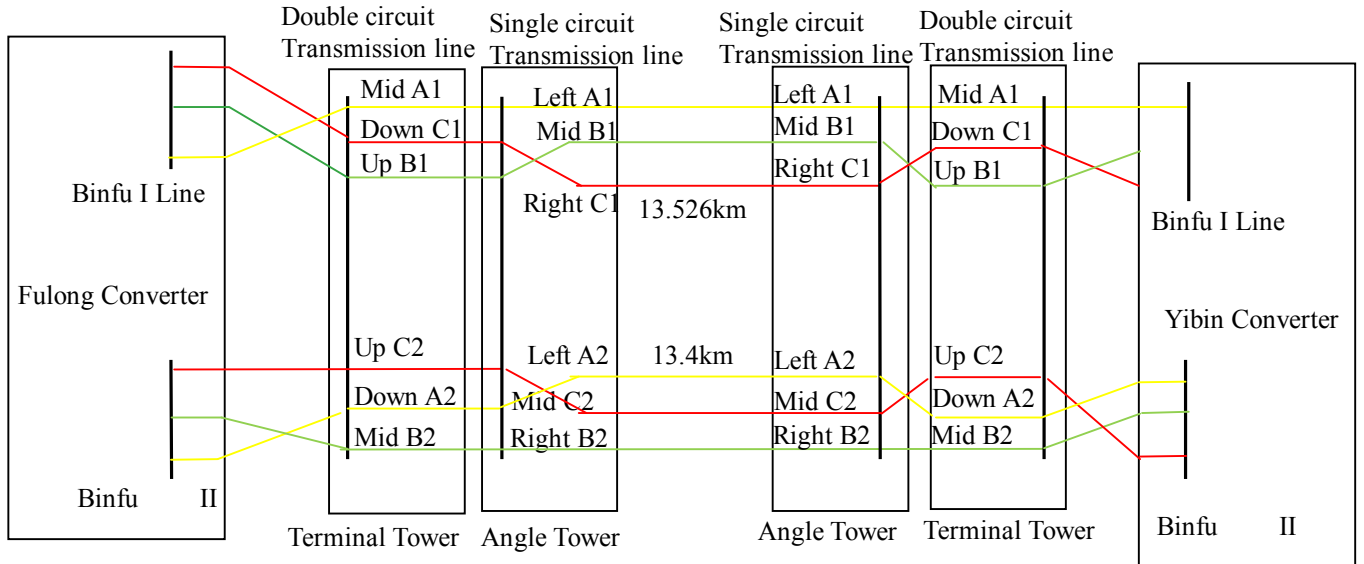 Double circuit
Transmission line
Single circuit
Transmission line
Single circuit
Transmission line
Double circuit
Transmission line
Mid A1
Left A1
Left A1
Mid A1
Down C1
Mid B1
Mid B1
Down C1
Up B1
Right C1
Up B1
Binfu I Line
Right C1
13.526km
Binfu I Line
Fulong Converter
Yibin Converter
Up C2
Left A2
13.4km
Left A2
Up C2
Down A2
Mid C2
Mid C2
Down A2
Mid B2
Right B2
Right B2
Mid B2
Binfu II
Binfu II
Terminal Tower
Angle Tower
Angle Tower
Terminal Tower